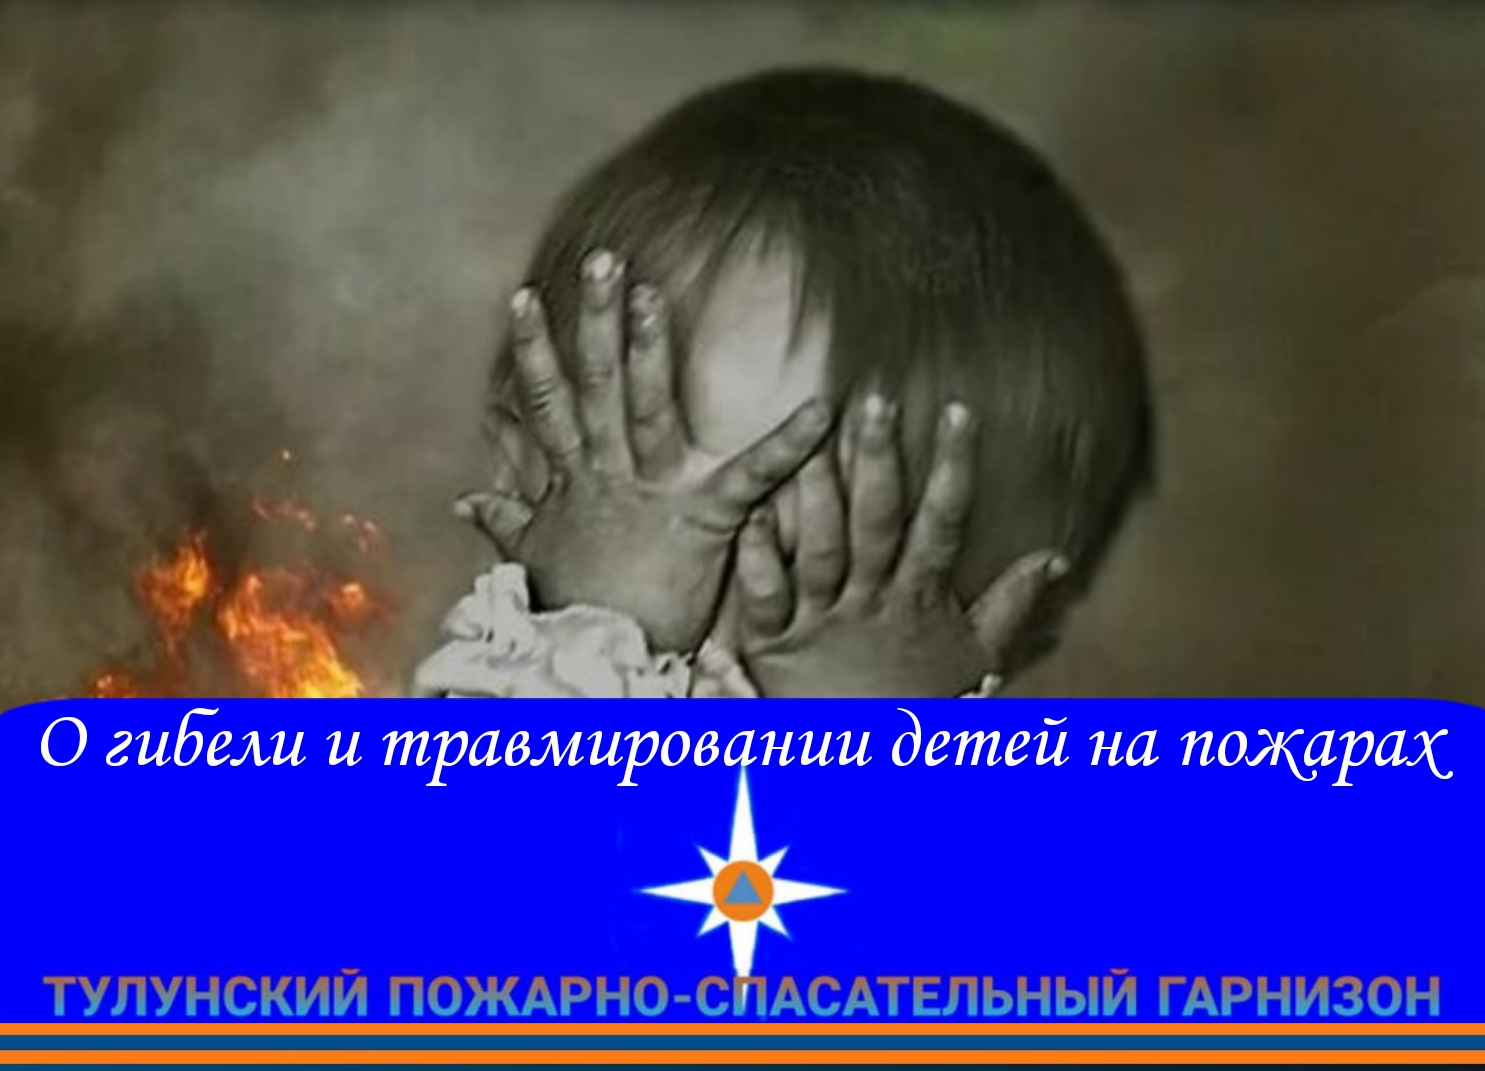 О гибели и травмировании детей на пожарах
ТУЛУНСКИЙ ПОЖАРНО-СПАСАТЕЛЬНЫЙ ГАРНИЗОН